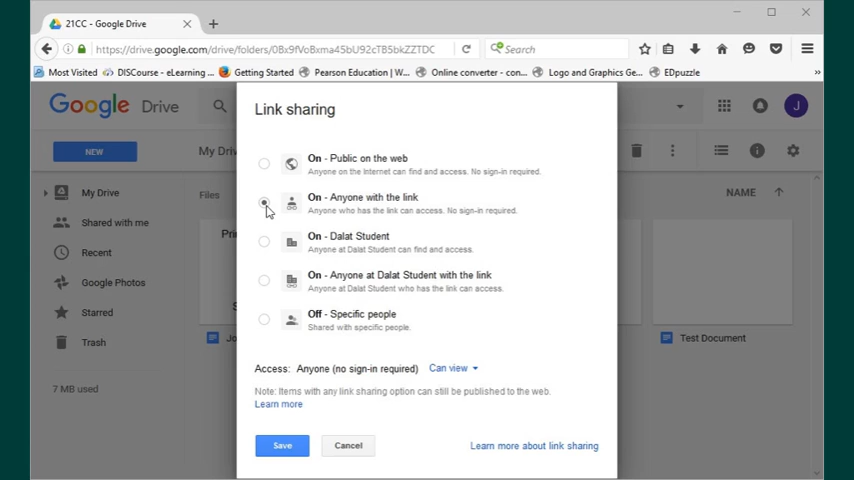 21CC - Google Drive
https://drive.google.com/drive/folders/0Bx9fVoBxma45bU92cTB5bkZZTDC
Search
Most Visited
DISCourse - eLearning ...
Getting Started
Pearson Education | W...
Online converter - con...
Logo and Graphics Ge...
EDpuzzle
Google Drive
J
NEW
My Dri
NAME
My Drive
Shared with me
Recent
Google Photos
Starred
Trash
7 MB used
Files
Pri
S
Jo
Test Document
Link sharing
On - Public on the web
Anyone on the Internet can find and access. No sign-in required.
On - Anyone with the link
Anyone who has the link can access. No sign-in required.
On - Dalat Student
Anyone at Dalat Student can find and access.
On - Anyone at Dalat Student with the link
Anyone at Dalat Student who has the link can access.
Off - Specific people
Shared with specific people.
Access: Anyone (no sign-in required) Can view
Note: Items with any link sharing option can still be published to the web.
Learn more
Save
Cancel
Learn more about link sharing